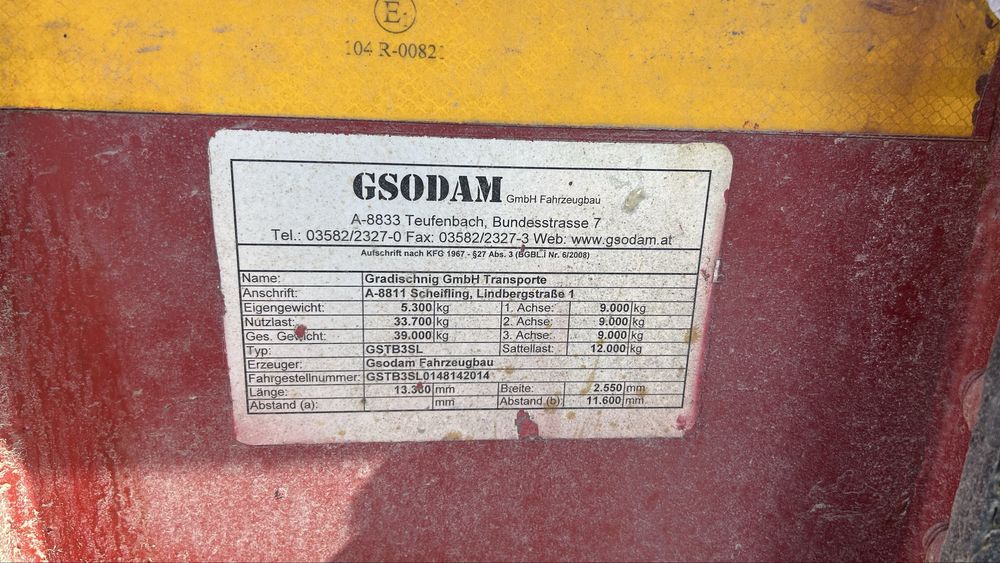 E
104 R-00821
GSODAM GmbH Fahrzeugbau
A-8833 Teufenbach, Bundesstrasse 7
Tel.: 03582/2327-0 Fax: 03582/2327-3 Web: www.gsodam.at
Aufschrift nach KFG 1967 - §27 Abs. 3 (BGBL.I Nr. 6/2008)
Name: Gradischnig GmbH Transporte
Anschrift: A-8811 Scheifling, Lindbergstraße 1
Eigengewicht: 5.300 kg 1. Achse: 9.000 kg
Nutzlast: 33.700 kg 2. Achse: 9.000 kg
Ges. Gewicht: 39.000 kg 3. Achse: 9.000 kg
Typ: GSTB3SL Sattellast: 12.000 kg
Erzeuger: Gsodam Fahrzeugbau
Fahrgestellnummer: GSTB3SL0148142014
Länge: mm Breite: 2.550 mm
Abstand (a): mm Abstand (b): 11.600 mm